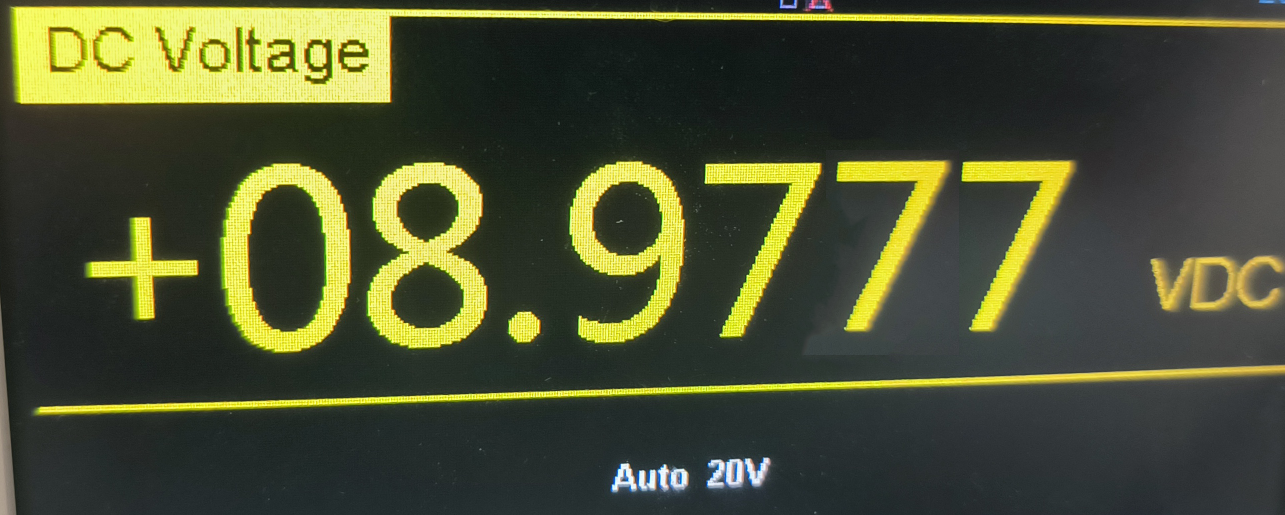 DC Voltage
+08.9777 VDC
Auto 20V